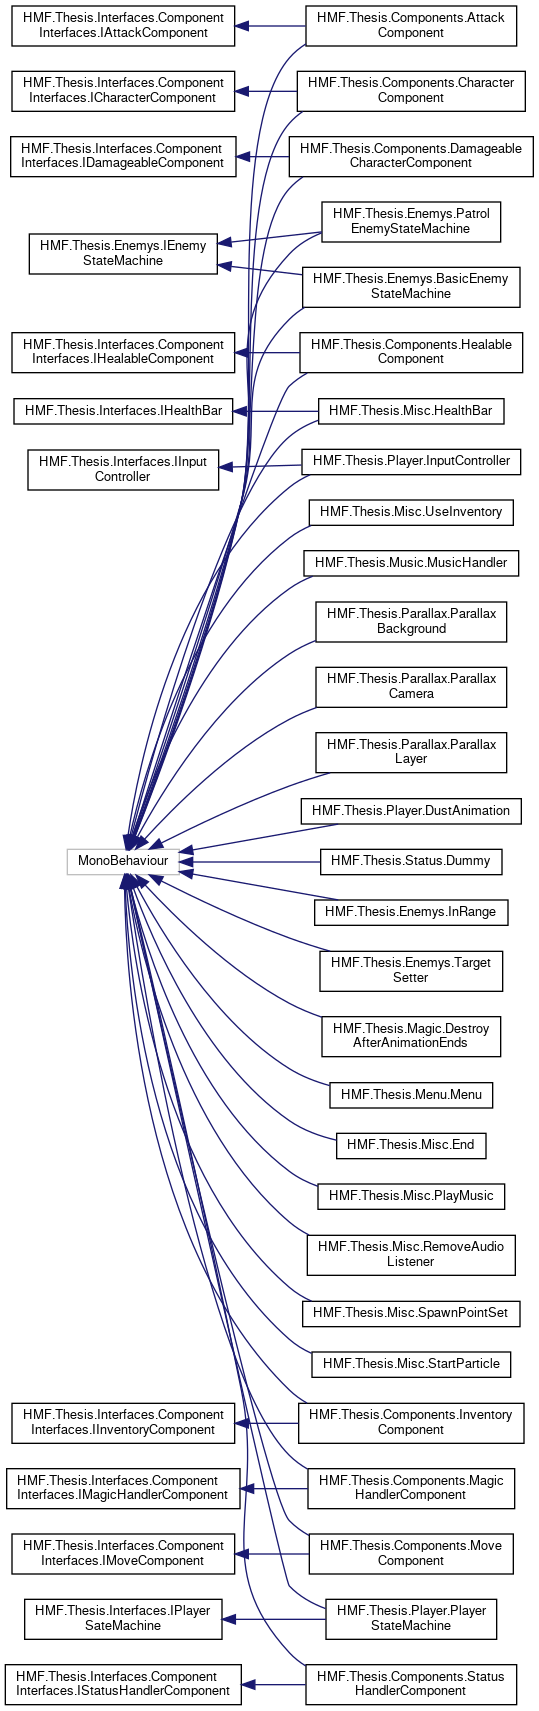 HMF.Thesis.Interfaces.Component
Interfaces.IAttackComponent
HMF.Thesis.Components.Attack
Component
HMF.Thesis.Interfaces.Component
Interfaces.ICharacterComponent
HMF.Thesis.Components.Character
Component
HMF.Thesis.Interfaces.Component
Interfaces.IDamageableComponent
HMF.Thesis.Components.Damageable
CharacterComponent
HMF.Thesis.Enemys.IEnemy
StateMachine
HMF.Thesis.Enemys.Patrol
EnemyStateMachine
HMF.Thesis.Enemys.BasicEnemy
StateMachine
HMF.Thesis.Interfaces.Component
Interfaces.IHealableComponent
HMF.Thesis.Components.Healable
Component
HMF.Thesis.Interfaces.IHealthBar
HMF.Thesis.Misc.HealthBar
HMF.Thesis.Interfaces.IInput
Controller
HMF.Thesis.Player.InputController
HMF.Thesis.Misc.UseInventory
HMF.Thesis.Music.MusicHandler
HMF.Thesis.Parallax.Parallax
Background
HMF.Thesis.Parallax.Parallax
Camera
HMF.Thesis.Parallax.Parallax
Layer
HMF.Thesis.Player.DustAnimation
MonoBehaviour
HMF.Thesis.Status.Dummy
HMF.Thesis.Enemys.InRange
HMF.Thesis.Enemys.Target
Setter
HMF.Thesis.Magic.Destroy
AfterAnimationEnds
HMF.Thesis.Menu.Menu
HMF.Thesis.Misc.End
HMF.Thesis.Misc.PlayMusic
HMF.Thesis.Misc.RemoveAudio
Listener
HMF.Thesis.Misc.SpawnPointSet
HMF.Thesis.Misc.StartParticle
HMF.Thesis.Interfaces.Component
Interfaces.IInventoryComponent
HMF.Thesis.Components.Inventory
Component
HMF.Thesis.Interfaces.Component
Interfaces.IMagicHandlerComponent
HMF.Thesis.Components.Magic
HandlerComponent
HMF.Thesis.Interfaces.Component
Interfaces.IMoveComponent
HMF.Thesis.Components.Move
Component
HMF.Thesis.Interfaces.IPlayer
SateMachine
HMF.Thesis.Player.Player
StateMachine
HMF.Thesis.Interfaces.Component
Interfaces.IStatusHandlerComponent
HMF.Thesis.Components.Status
HandlerComponent